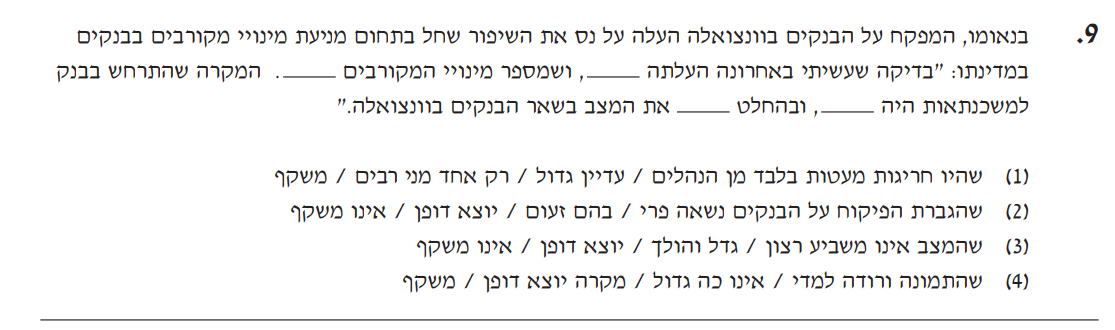 9. בנאומו, המפקח על הבנקים בוונצואלה העלה על נס את השיפור שחל בתחום מניעת מינויי מקורבים בבנקים
במדינתו: "בדיקה שעשיתי באחרונה העלתה _____, ושמספר מינויי המקורבים _____. המקרה שהתרחש בבנק
למשכנתאות היה _____, ובהחלט _____ את המצב בשאר הבנקים בוונצואלה."
(1) שהיו חריגות מעטות בלבד מן הנהלים / עדיין גדול / רק אחד מני רבים / משקף
(2) שהגברת הפיקוח על הבנקים נשאה פרי / בהם זעום / יוצא דופן / אינו משקף
(3) שהמצב אינו משביע רצון / גדל והולך / יוצא דופן / אינו משקף
(4) שהתמונה ורודה למדי / אינו כה גדול / מקרה יוצא דופן / משקף